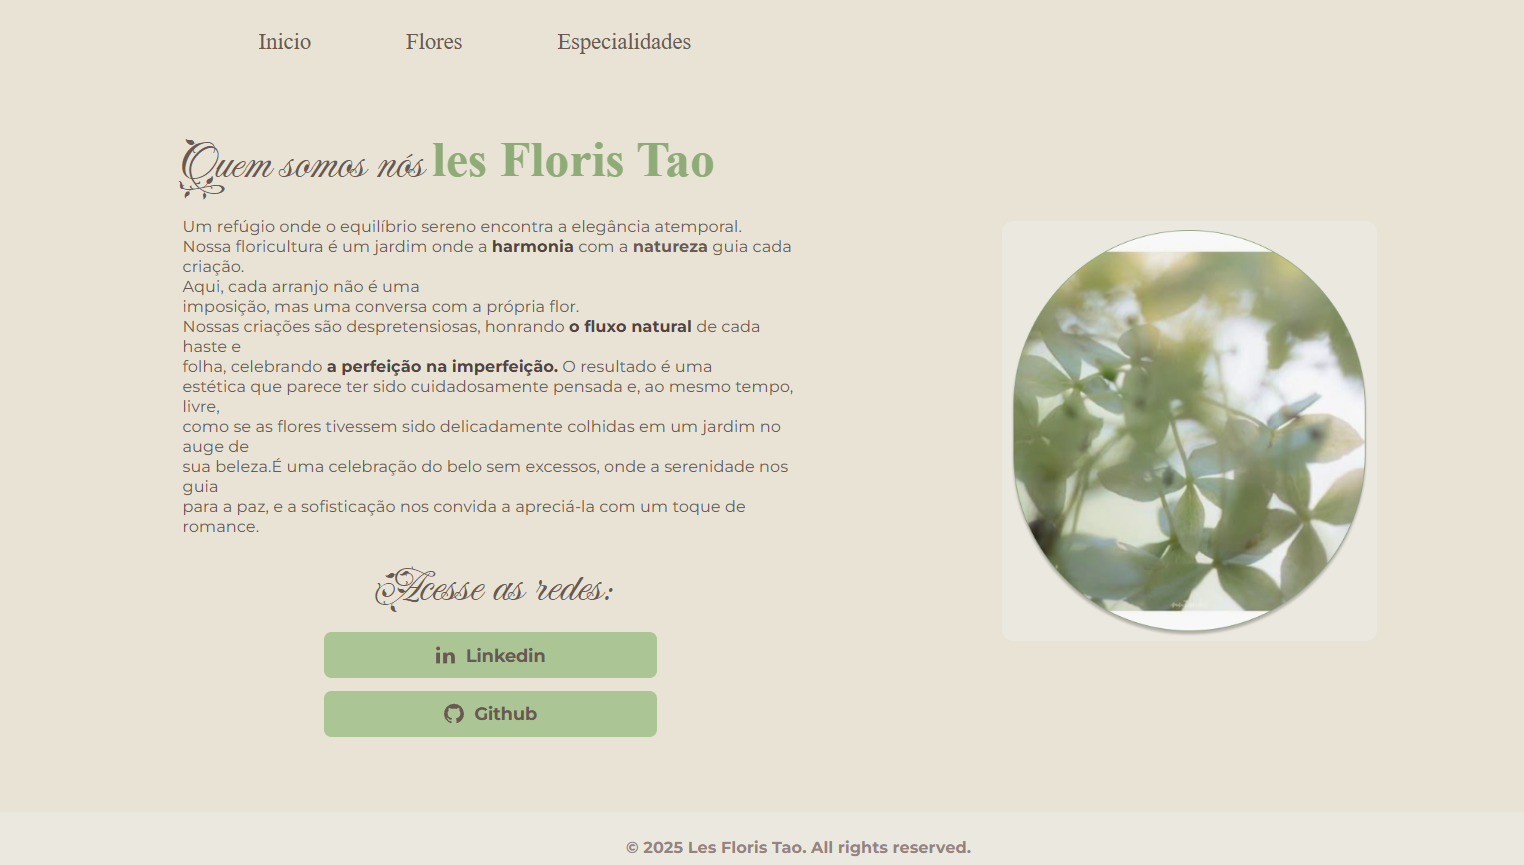 Inicio Flores Especialidades
Quem somos nós les Floris Tao
Um refúgio onde o equilíbrio sereno encontra a elegância atemporal.
Nossa floricultura é um jardim onde a harmonia com a natureza guia cada
criação.
Aqui, cada arranjo não é uma
imposição, mas uma conversa com a própria flor.
Nossas criações são despretensiosas, honrando o fluxo natural de cada
haste e
folha, celebrando a perfeição na imperfeição. O resultado é uma
estética que parece ter sido cuidadosamente pensada e, ao mesmo tempo,
livre,
como se as flores tivessem sido delicadamente colhidas em um jardim no
auge de
sua beleza.É uma celebração do belo sem excessos, onde a serenidade nos
guia
para a paz, e a sofisticação nos convida a apreciá-la com um toque de
romance.
Acesse as redes:
Linkedin
Github
© 2025 Les Floris Tao. All rights reserved.